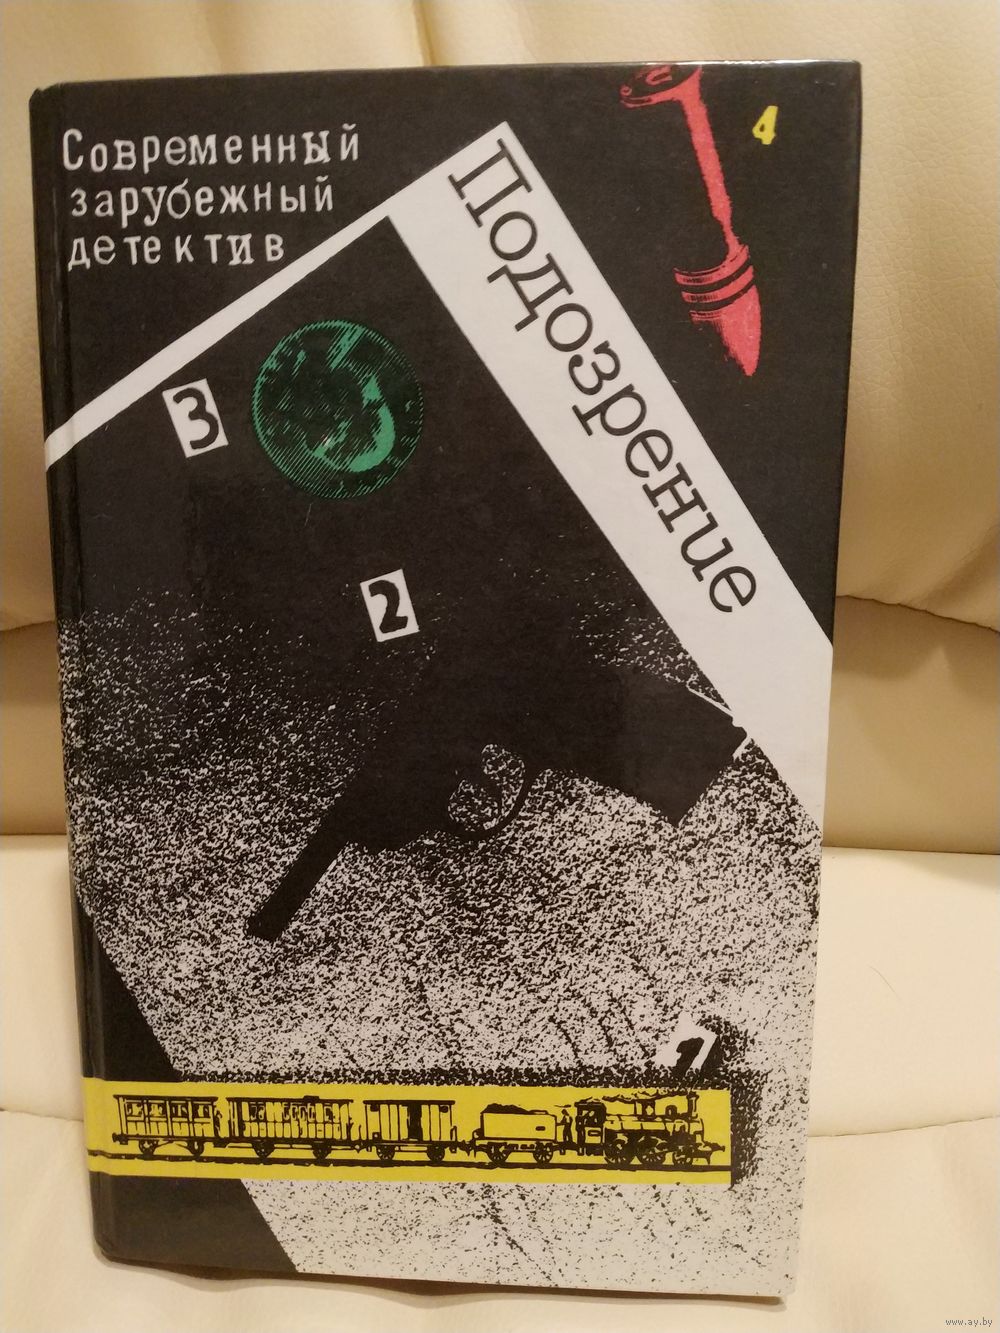 Современный
зарубежный
детектив
4
Подозрение
3
2
1
www.ay.by